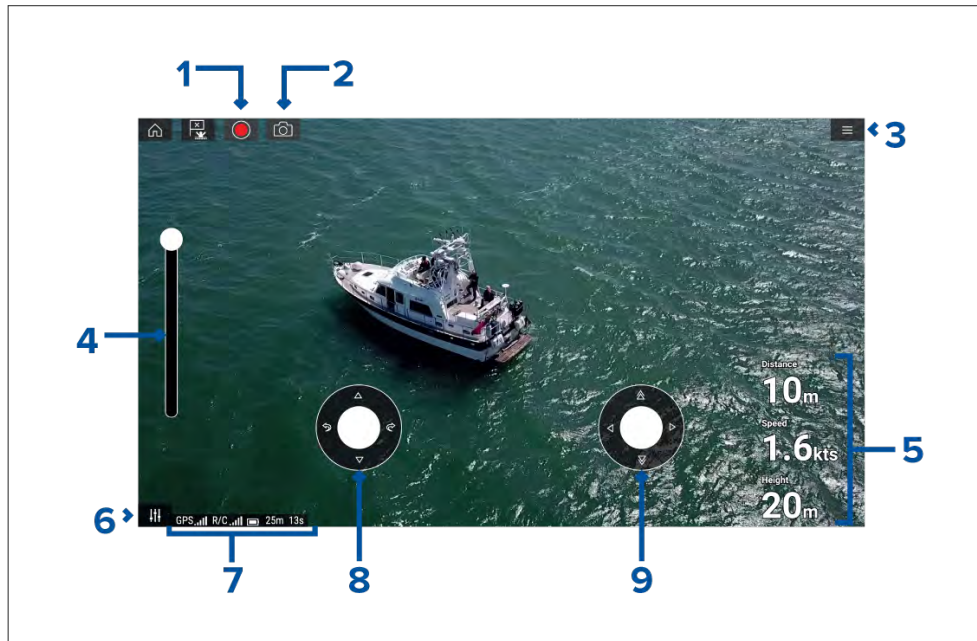 1
2
3
4
Distance
10m
Speed
1.6kts
5
Height
20m
6
GPS R/C 25m 13s
7
8
9